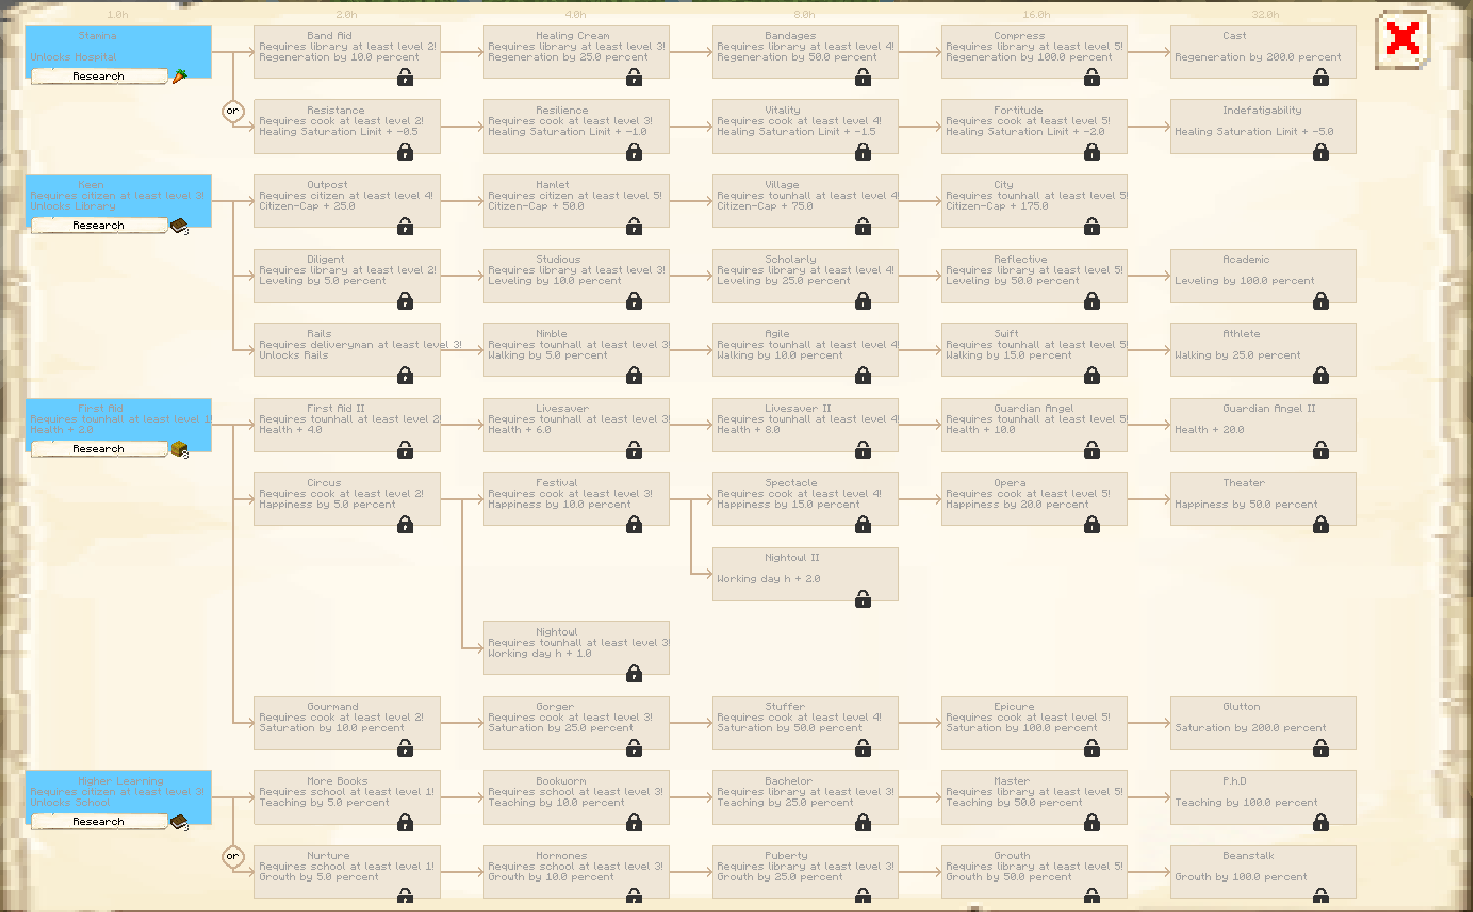 1.0h 2.0h 4.0h 8.0h 16.0h 32.0h
Stamina
Unlocks Hospital
Research
Band Aid
Requires library at least level 2!
Regeneration by 10.0 percent
Healing Cream
Requires library at least level 3!
Regeneration by 25.0 percent
Bandages
Requires library at least level 4!
Regeneration by 50.0 percent
Compress
Requires library at least level 5!
Regeneration by 100.0 percent
Cast
Regeneration by 200.0 percent
or
Resistance
Requires cook at least level 2!
Healing Saturation Limit + -0.5
Resilience
Requires cook at least level 3!
Healing Saturation Limit + -1.0
Vitality
Requires cook at least level 4!
Healing Saturation Limit + -1.5
Fortitude
Requires cook at least level 5!
Healing Saturation Limit + -2.0
Indefatigability
Healing Saturation Limit + -5.0
Keen
Requires citizen at least level 3!
Unlocks Library
Research
Outpost
Requires citizen at least level 4!
Citizen-Cap + 25.0
Hamlet
Requires citizen at least level 5!
Citizen-Cap + 50.0
Village
Requires townhall at least level 4
Citizen-Cap + 75.0
City
Requires townhall at least level 5
Citizen-Cap + 175.0
Diligent
Requires library at least level 2!
Leveling by 5.0 percent
Studious
Requires library at least level 3!
Leveling by 10.0 percent
Scholarly
Requires library at least level 4!
Leveling by 25.0 percent
Reflective
Requires library at least level 5!
Leveling by 50.0 percent
Academic
Leveling by 100.0 percent
Rails
Requires deliveryman at least level 3!
Unlocks Rails
Nimble
Requires townhall at least level 3
Walking by 5.0 percent
Agile
Requires townhall at least level 4
Walking by 10.0 percent
Swift
Requires townhall at least level 5
Walking by 15.0 percent
Athlete
Walking by 25.0 percent
First Aid
Requires townhall at least level 1
Health + 2.0
Research
First Aid II
Requires townhall at least level 2
Health + 4.0
Livesaver
Requires townhall at least level 3
Health + 6.0
Livesaver II
Requires townhall at least level 4
Health + 8.0
Guardian Angel
Requires townhall at least level 5
Health + 10.0
Guardian Angel II
Health + 20.0
Circus
Requires cook at least level 2!
Happiness by 5.0 percent
Festival
Requires cook at least level 3!
Happiness by 10.0 percent
Spectacle
Requires cook at least level 4!
Happiness by 15.0 percent
Opera
Requires cook at least level 5!
Happiness by 20.0 percent
Theater
Happiness by 50.0 percent
Nightowl II
Working day h + 2.0
Nightowl
Requires townhall at least level 3!
Working day h + 1.0
Gourmand
Requires cook at least level 2!
Saturation by 10.0 percent
Gorger
Requires cook at least level 3!
Saturation by 25.0 percent
Stuffer
Requires cook at least level 4!
Saturation by 50.0 percent
Epicure
Requires cook at least level 5!
Saturation by 100.0 percent
Glutton
Saturation by 200.0 percent
Higher Learning
Requires citizen at least level 3!
Unlocks School
Research
More Books
Requires school at least level 1!
Teaching by 5.0 percent
Bookworm
Requires school at least level 3!
Teaching by 10.0 percent
Bachelor
Requires library at least level 3!
Teaching by 25.0 percent
Master
Requires library at least level 5!
Teaching by 50.0 percent
P.h.D
Teaching by 100.0 percent
or
Nurture
Requires school at least level 1!
Growth by 5.0 percent
Hormones
Requires school at least level 3!
Growth by 10.0 percent
Puberty
Requires library at least level 3!
Growth by 25.0 percent
Growth
Requires library at least level 5!
Growth by 50.0 percent
Beanstalk
Growth by 100.0 percent